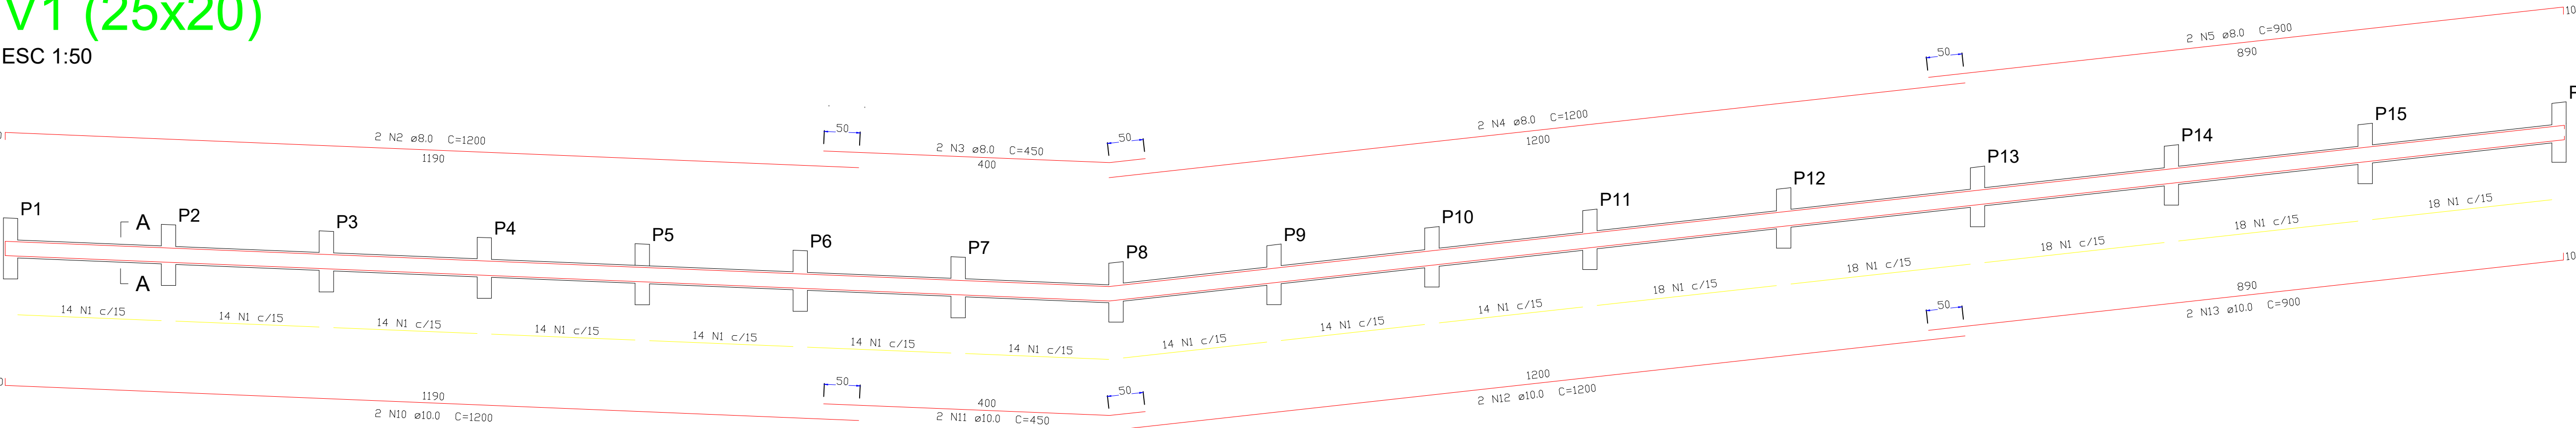 V1 (25x20)
ESC 1:50
2 N2 ø8.0 C=1200
1190
50
2 N3 ø8.0 C=450
400
50
2 N4 ø8.0 C=1200
1200
50
2 N5 ø8.0 C=900
890
10
P1
A
A
P2
P3
P4
P5
P6
P7
P8
P9
P10
P11
P12
P13
P14
P15
P
14 N1 c/15
14 N1 c/15
14 N1 c/15
14 N1 c/15
14 N1 c/15
14 N1 c/15
14 N1 c/15
14 N1 c/15
14 N1 c/15
14 N1 c/15
18 N1 c/15
18 N1 c/15
18 N1 c/15
18 N1 c/15
18 N1 c/15
1190
2 N10 ø10.0 C=1200
50
400
2 N11 ø10.0 C=450
50
1200
2 N12 ø10.0 C=1200
50
890
2 N13 ø10.0 C=900
10